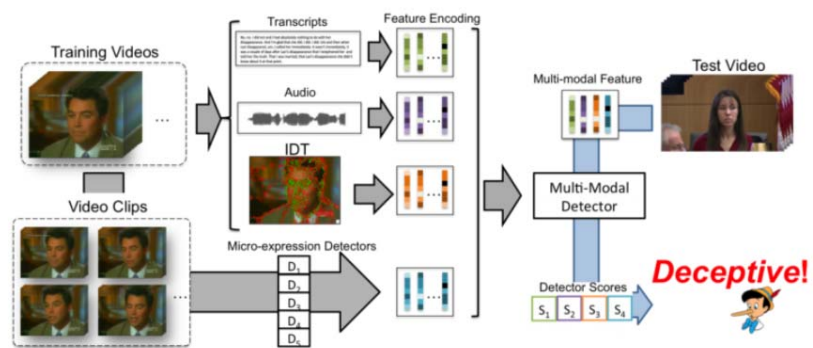 Transcripts
Feature Encoding
Training Videos
...
...
Multi-modal Feature
Test Video
Audio
...
IDT
...
Multi-Modal
Detector
Video Clips
Micro-expression Detectors
D1
D2
D3
D4
D5
...
...
Detector Scores
S1 S2 S3 S4
Deceptive!